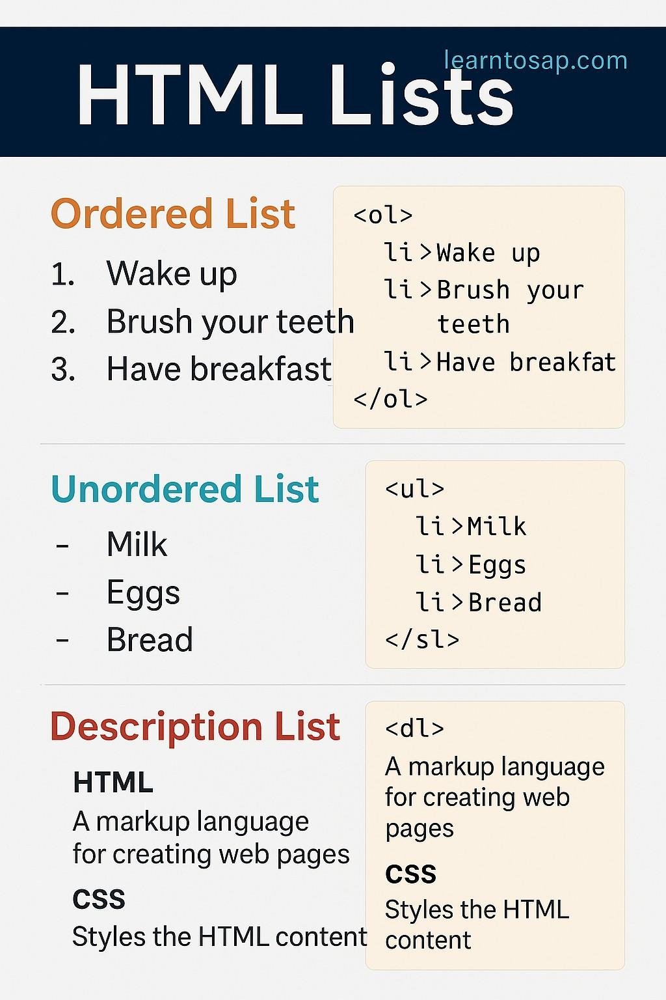 learntosap.com
HTML Lists
Ordered List
1. Wake up
2. Brush your teeth
3. Have breakfast
<ol>
li>Wake up
li>Brush your
teeth
li>Have breakfat
</ol>
Unordered List
- Milk
- Eggs
- Bread
<ul>
li>Milk
li>Eggs
li>Bread
</sl>
Description List
HTML
A markup language
for creating web pages
CSS
Styles the HTML content
<dl>
A markup language
for creating web
pages
CSS
Styles the HTML
content